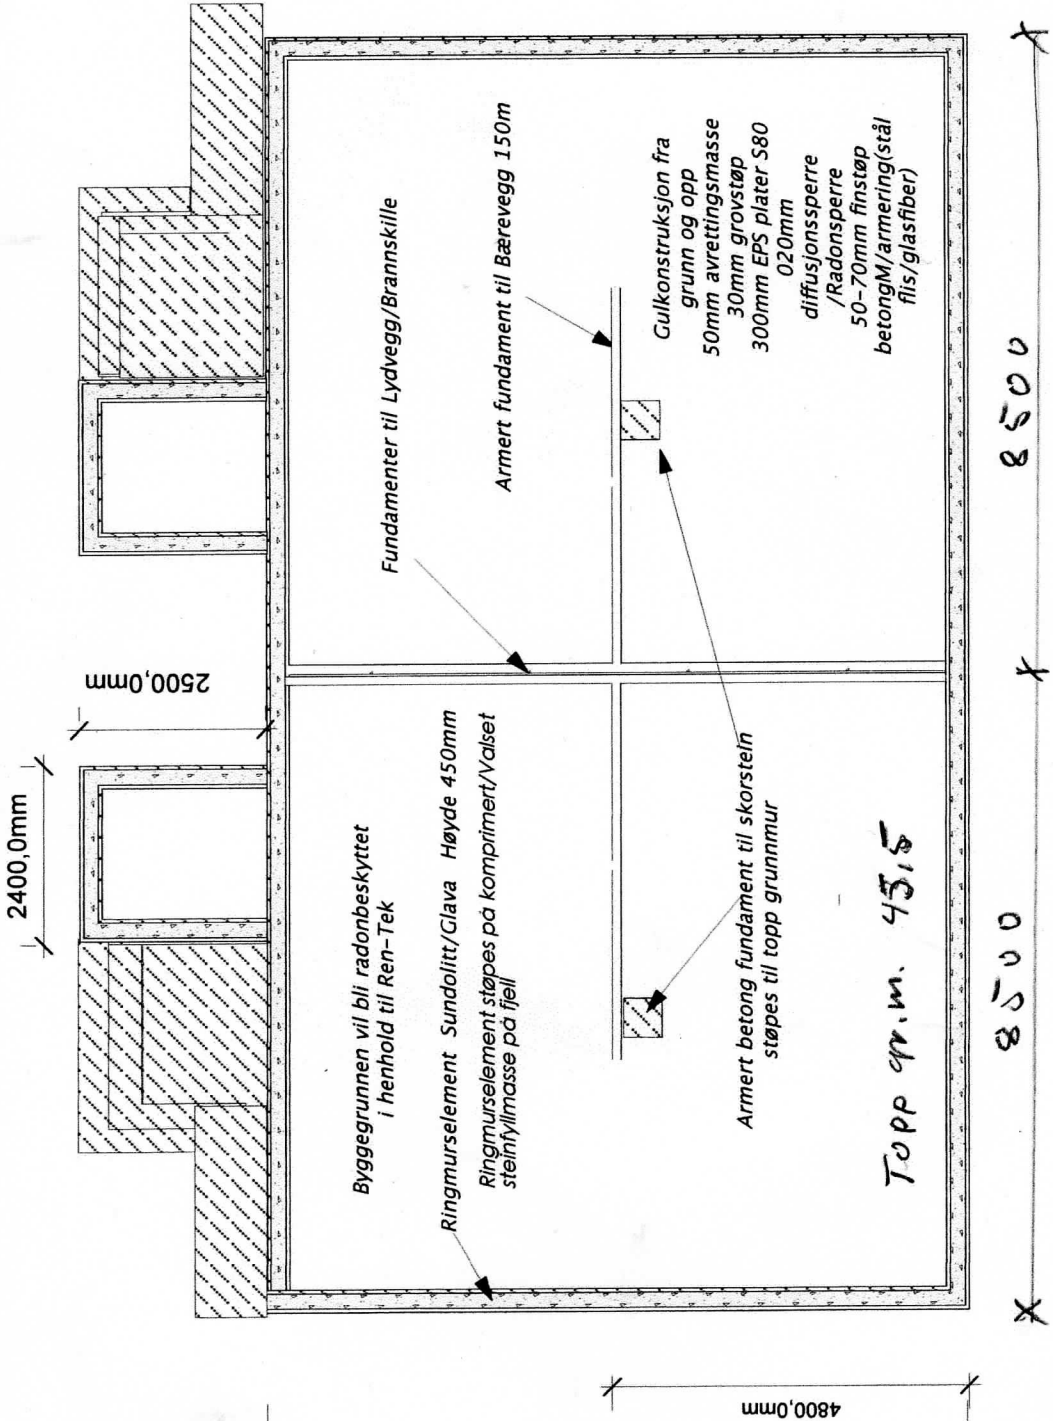 2400,0mm
2500,0mm
Fundamenter til Lydvegg/Brannskille
Armert fundament til Bærevegg 150m
Gulkonstruksjon fra
grunn og opp
50mm avrettingsmasse
30mm grovstøp
300mm EPS plater S80
020mm
diffusjonssperre
/Radonsperre
50-70mm finstøp
betongM/armering(stål
flis/glasfiber)
Byggegrunnen vil bli radonbeskyttet
i henhold til Ren-Tek
Ringmurselement Sundolitt/Glava Høyde 450mm
Ringmurselement støpes på komprimert/Valset
steinfyllmasse på fjell
Armert betong fundament til skorstein
støpes til topp grunnmur
Topp gr.m. 43,5
8500
8500
4800,0mm